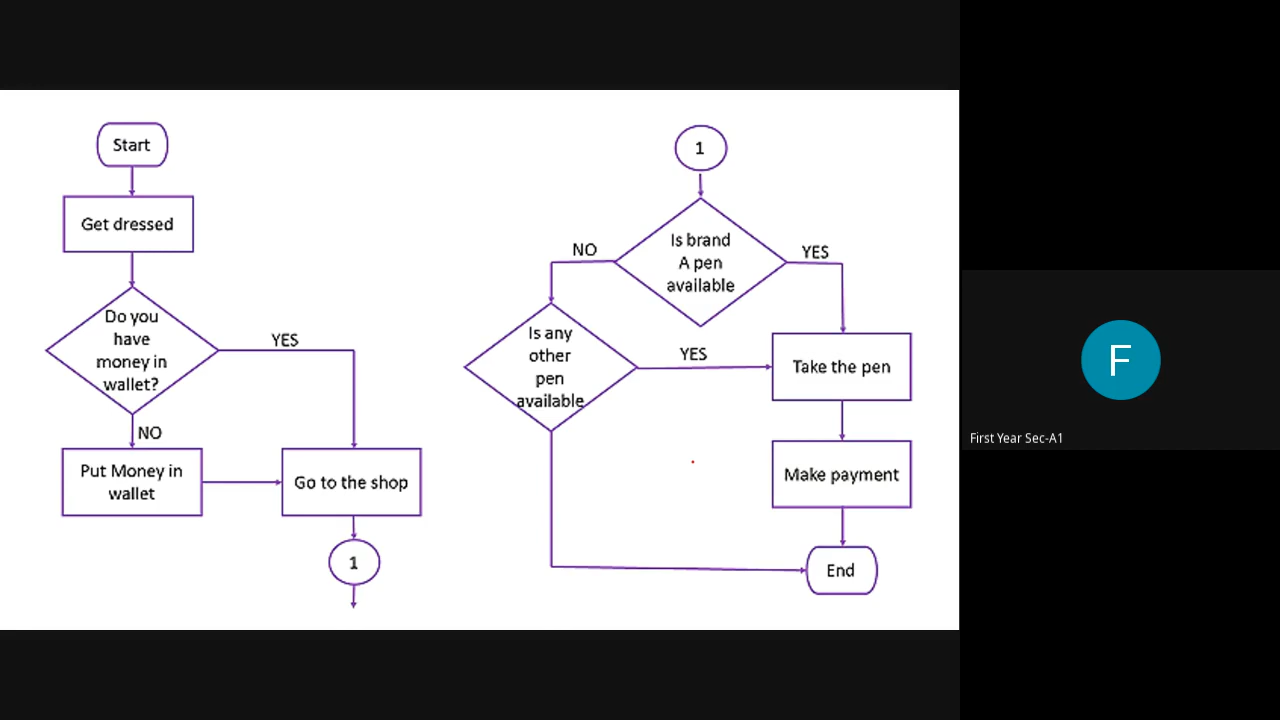 Start
Get dressed
Do you
have
money in
wallet?
YES
NO
Put Money in
wallet
Go to the shop
1
1
Is brand
A pen
available
NO
YES
Is any
other
pen
available
YES
Take the pen
Make payment
End
F
First Year Sec-A1